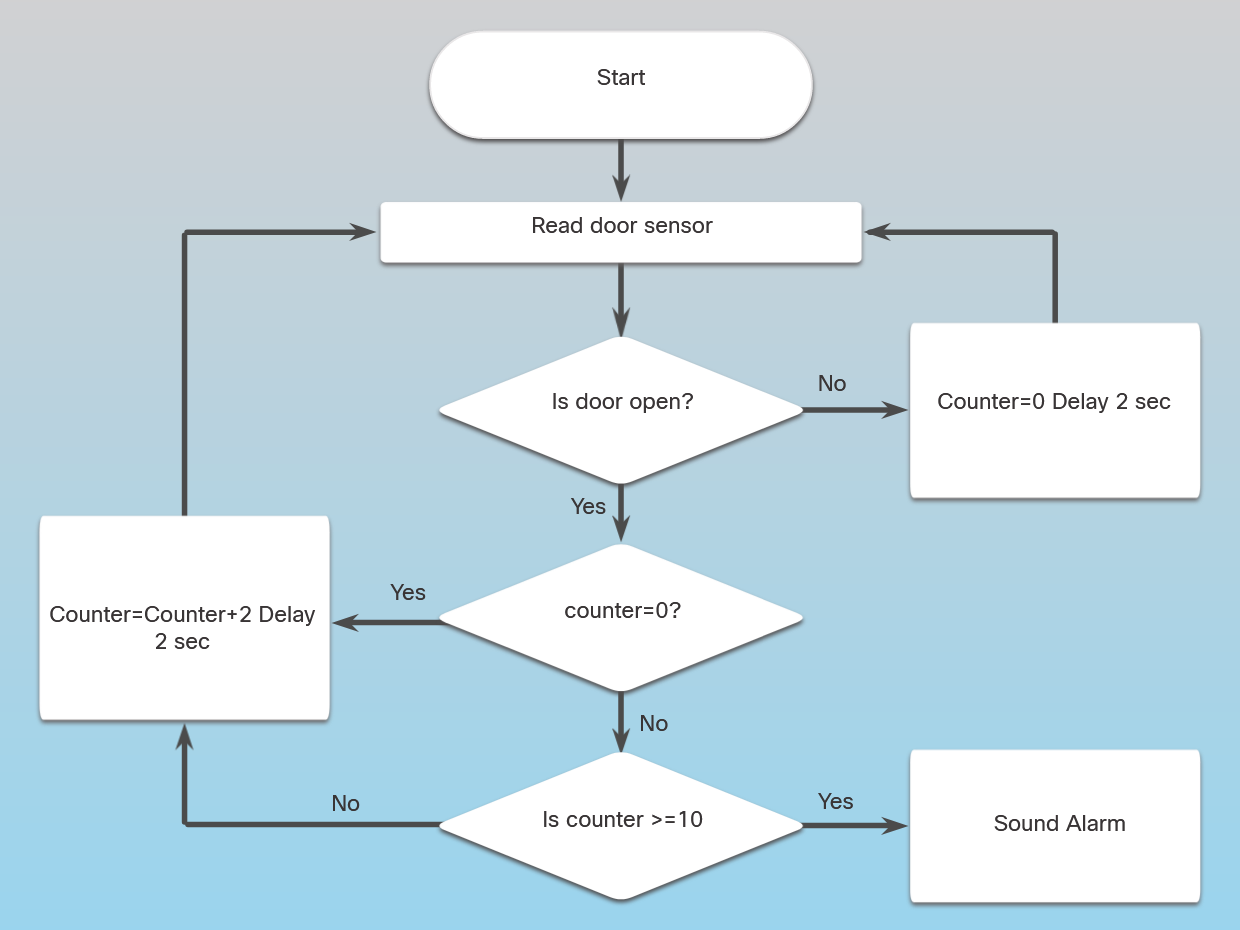 Start
Read door sensor
Is door open?
No
Counter=0 Delay 2 sec
Yes
counter=0?
Yes
Counter=Counter+2 Delay
2 sec
No
Is counter >=10
No
Yes
Sound Alarm